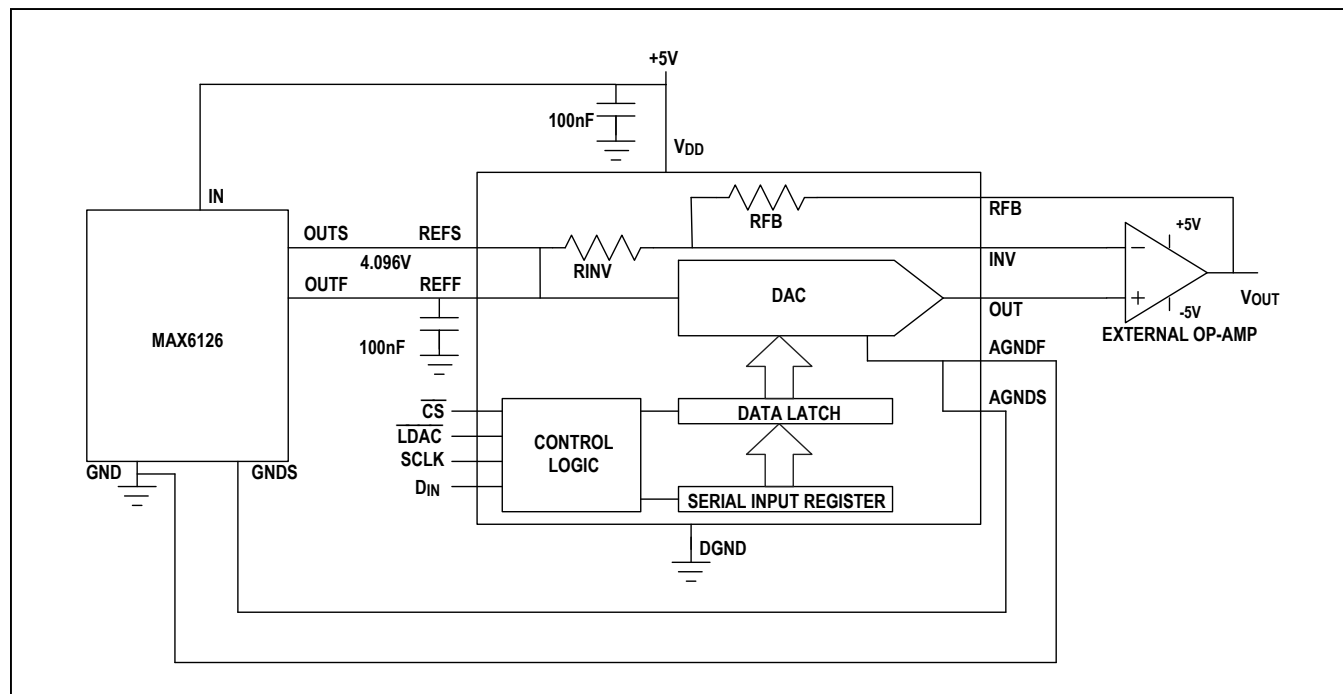 +5V
100nF
VDD
IN
OUTS
REFS
RFB
RFB
+5V
4.096V
RINV
INV
−
OUTF
REFF
DAC
OUT
+
-5V
VOUT
EXTERNAL OP-AMP
MAX6126
100nF
AGNDF
AGNDS
CS
DATA LATCH
LDAC
CONTROL
LOGIC
SCLK
GND
GNDS
DIN
SERIAL INPUT REGISTER
DGND